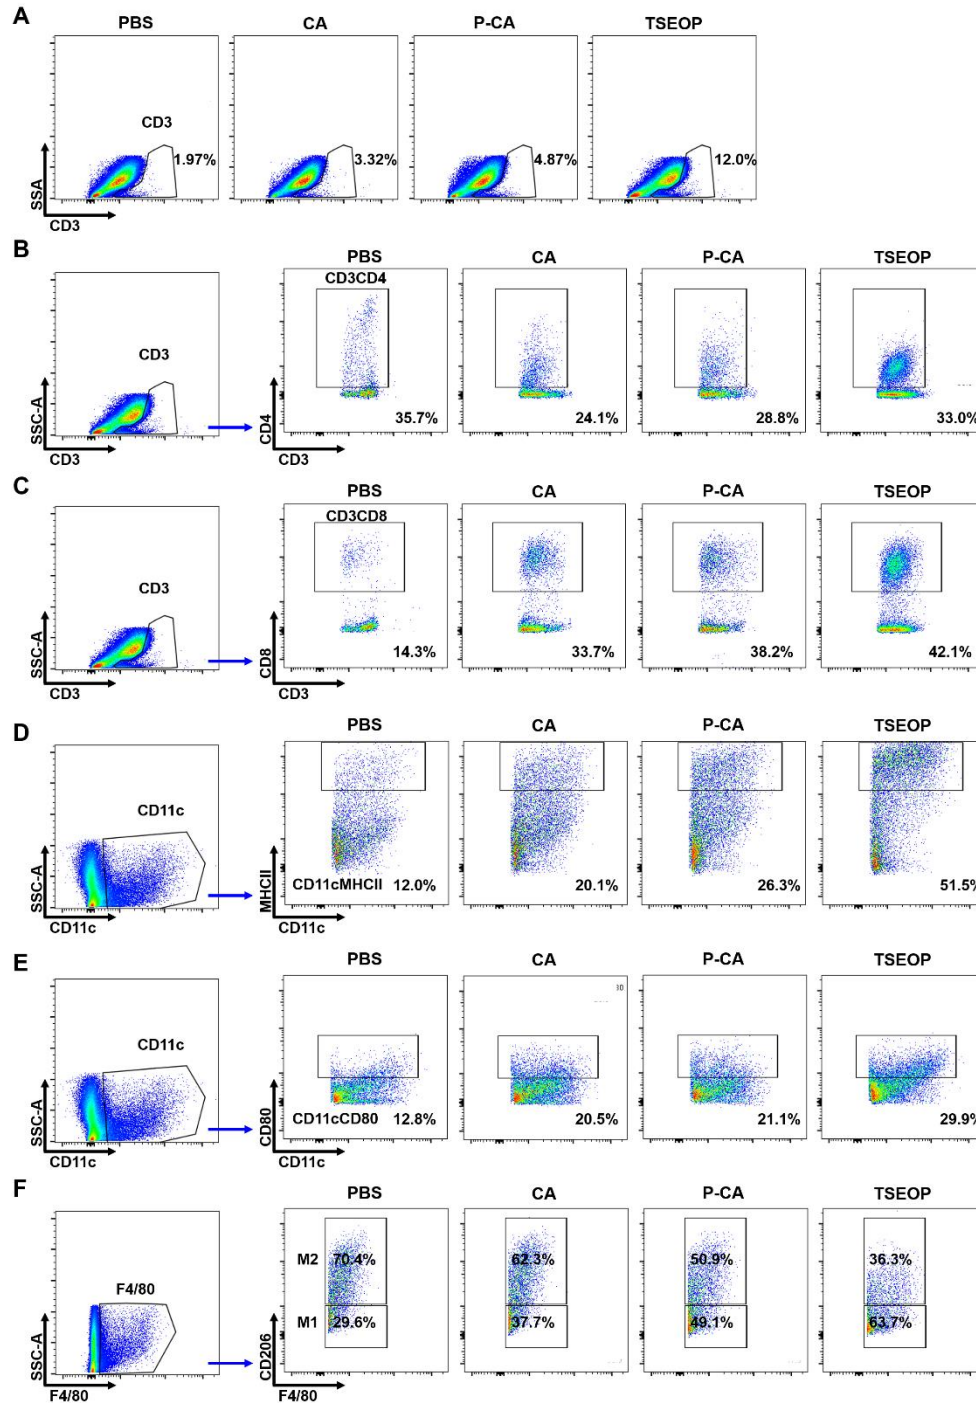 A
PBS CA P-CA TSEOP
CD3
1.97% 3.32% 4.87% 12.0%
SSA
CD3
B
PBS CA P-CA TSEOP
CD3CD4
CD3
SSC-A CD4
35.7% 24.1% 28.8% 33.0%
CD3 CD3
C
PBS CA P-CA TSEOP
CD3CD8
CD3
SSC-A CD8
14.3% 33.7% 38.2% 42.1%
CD3 CD3
D
PBS CA P-CA TSEOP
CD11c
SSC-A MHCII
CD11cMHCII 12.0% 20.1% 26.3% 51.5%
CD11c CD11c
E
PBS CA P-CA TSEOP
CD11c
SSC-A CD80
CD11cCD80 12.8% 20.5% 21.1% 29.9%
CD11c CD11c
F
PBS CA P-CA TSEOP
M2 70.4% 62.3% 50.9% 36.3%
F4/80
M1 29.6% 37.7% 49.1% 63.7%
SSC-A CD206
F4/80 F4/80